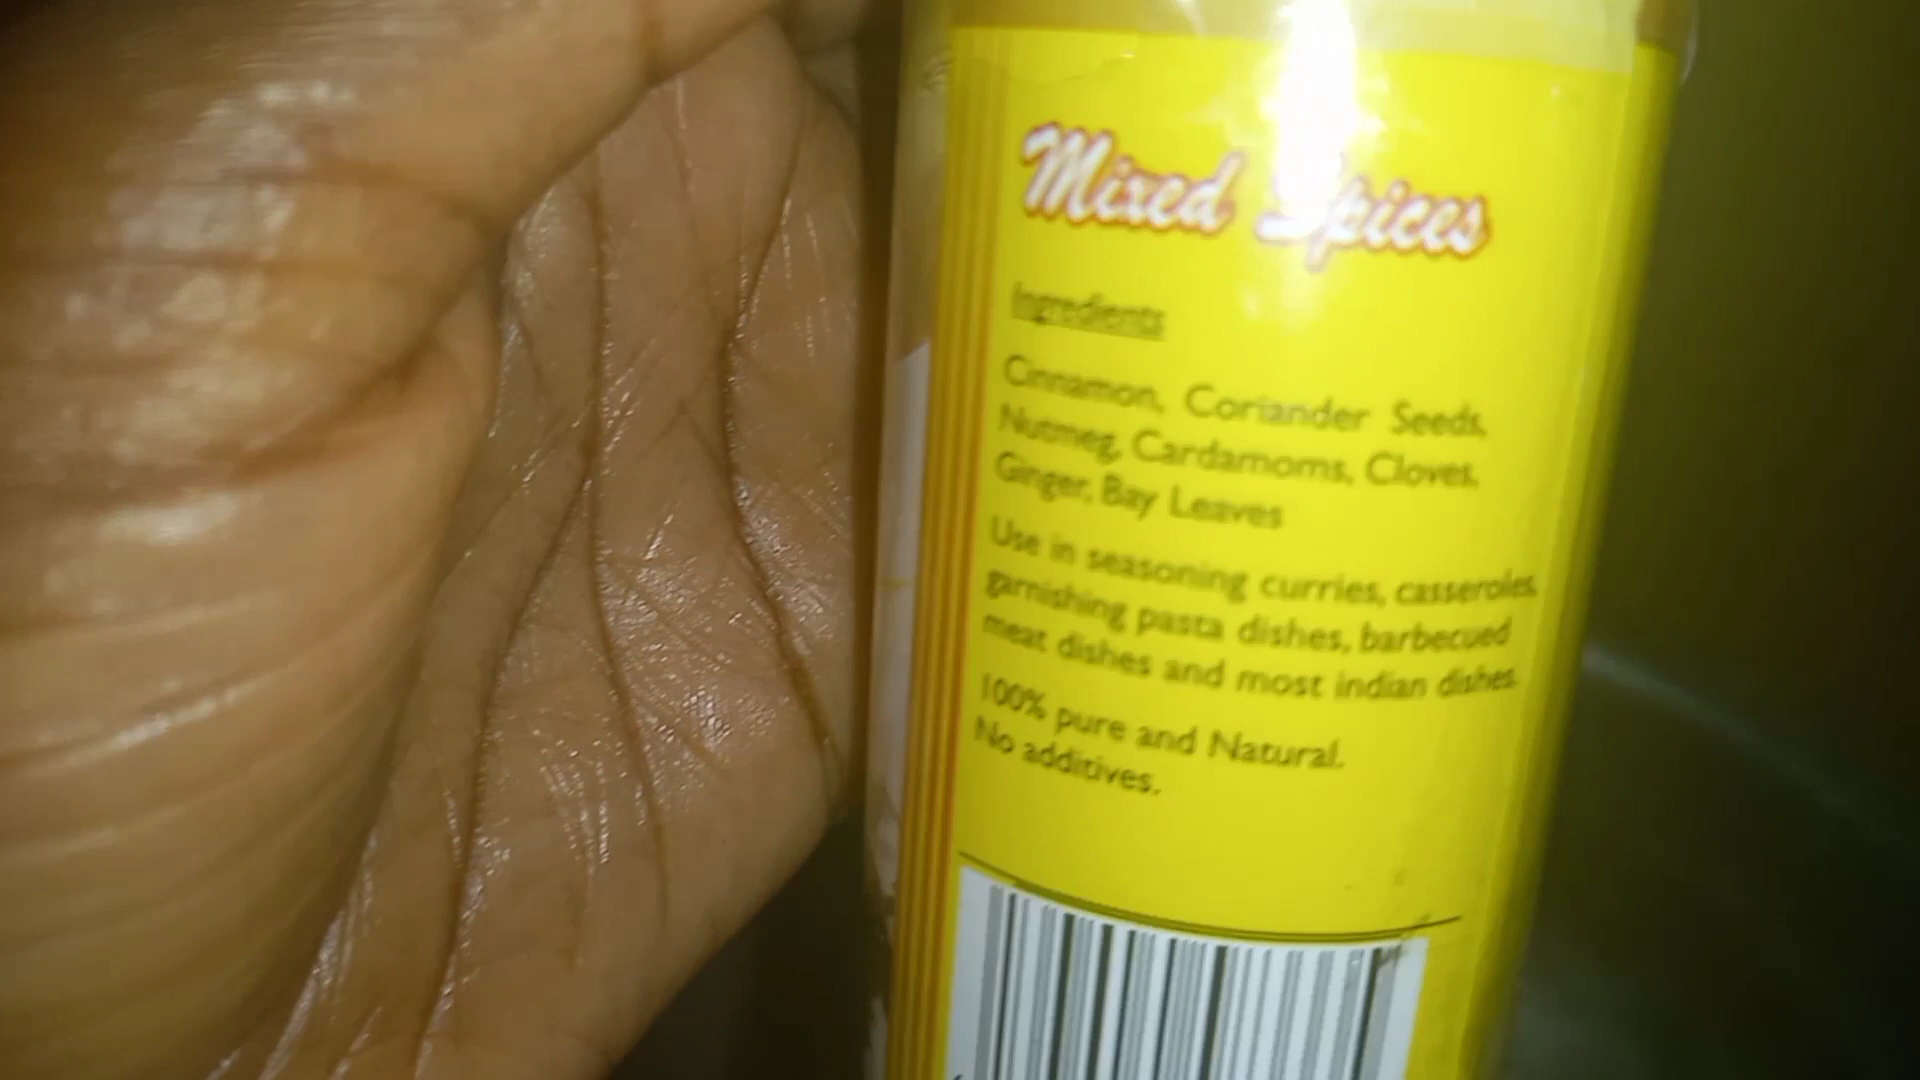 Mixed Spices
Ingredients
Cinnamon, Coriander Seeds,
Nutmeg, Cardamoms, Cloves,
Ginger, Bay Leaves
Use in seasoning curries, casseroles,
garnishing pasta dishes, barbecued
meat dishes and most indian dishes.
100% pure and Natural.
No additives.